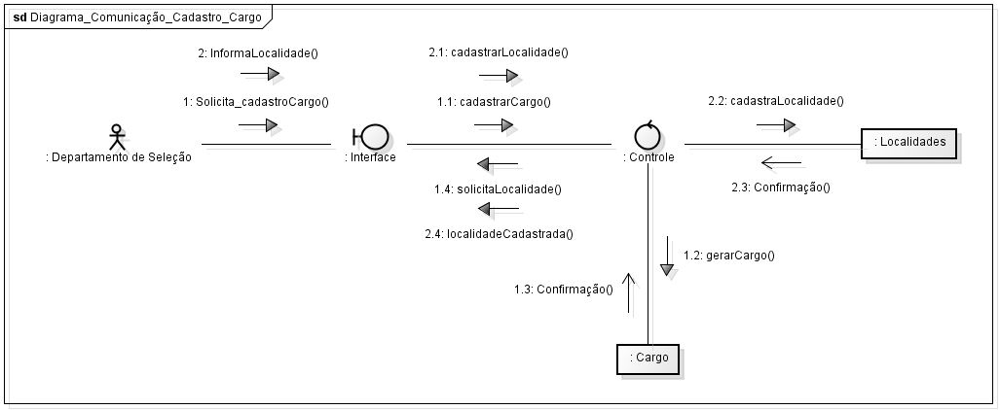 sd Diagrama_Comunicação_Cadastro_Cargo
2: InformaLocalidade()
2.1: cadastrarLocalidade()
1: Solicita_cadastroCargo()
1.1: cadastrarCargo()
2.2: cadastraLocalidade()
: Departamento de Seleção
: Interface
: Controle
: Localidades
1.4: solicitaLocalidade()
2.3: Confirmação()
2.4: localidadeCadastrada()
1.2: gerarCargo()
1.3: Confirmação()
: Cargo